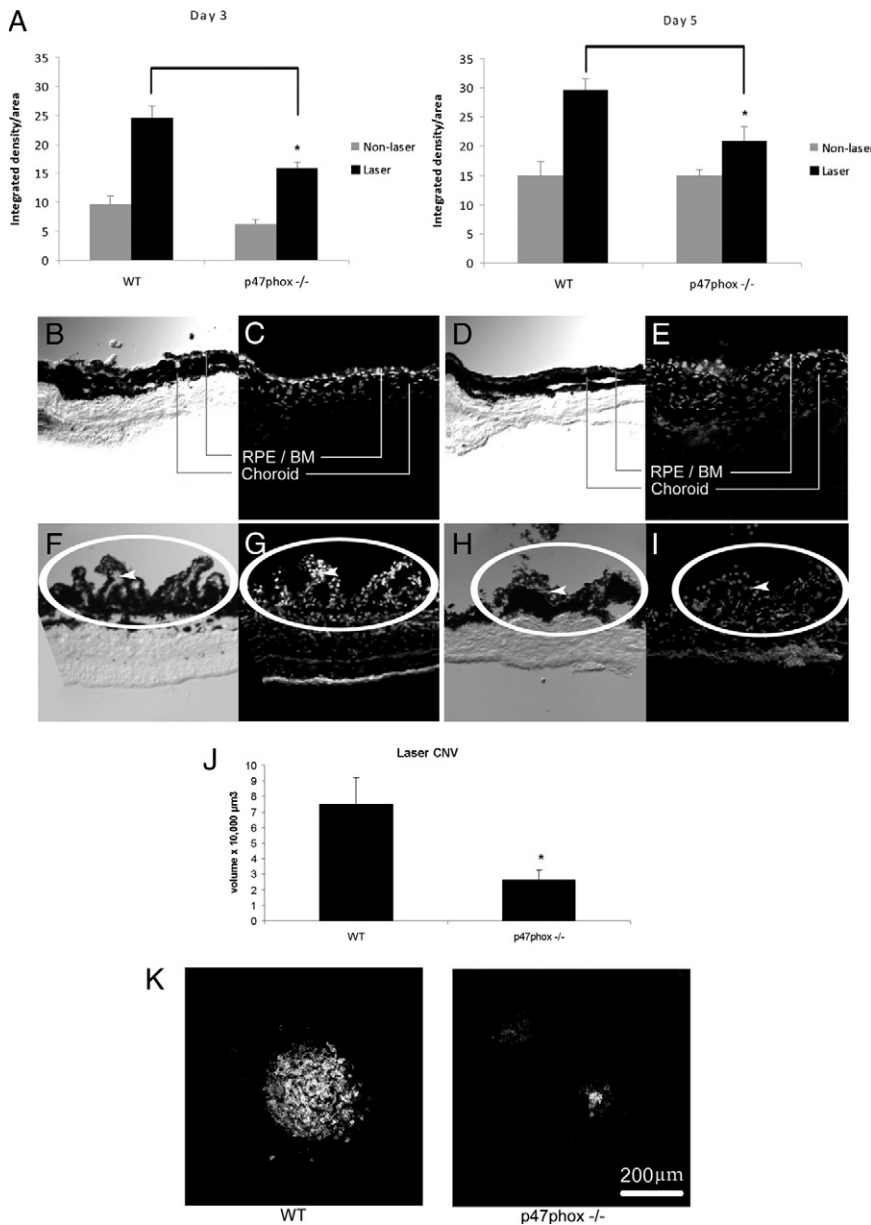 A
Day 3
Integrated density/area
35
30
25
20
15
10
5
0
WT
p47phox -/-
Non-laser
Laser
*
Day 5
Integrated density/area
35
30
25
20
15
10
5
0
WT
p47phox -/-
Non-laser
Laser
*
B
C
RPE / BM
Choroid
D
E
RPE / BM
Choroid
F
G
H
I
J
Laser CNV
volume x 10,000 µm3
10
9
8
7
6
5
4
3
2
1
0
*
WT
p47phox -/-
K
200µm
WT
p47phox -/-